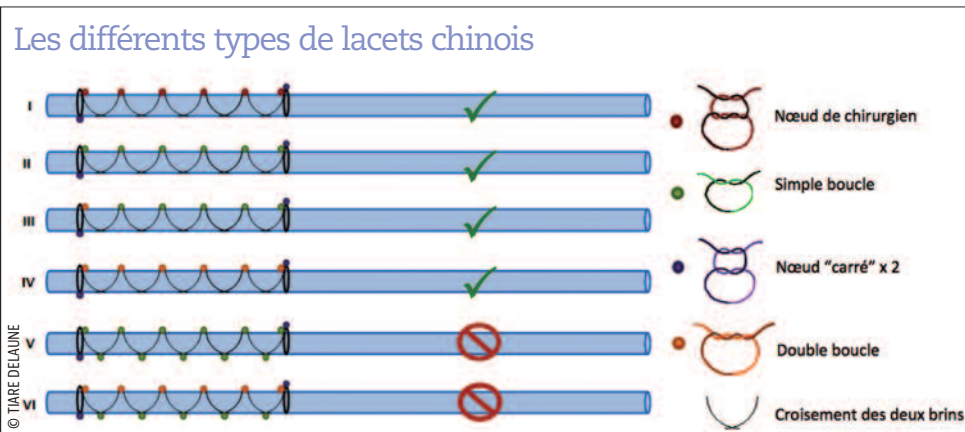 Les différents types de lacets chinois
I
II
III
IV
V
VI
Nœud de chirurgien
Simple boucle
Nœud "carré" x 2
Double boucle
Croisement des deux brins
© TIARE DELAUNE